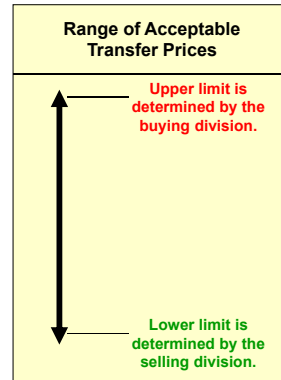 Range of Acceptable
Transfer Prices
Upper limit is
determined by the
buying division.
Lower limit is
determined by the
selling division.